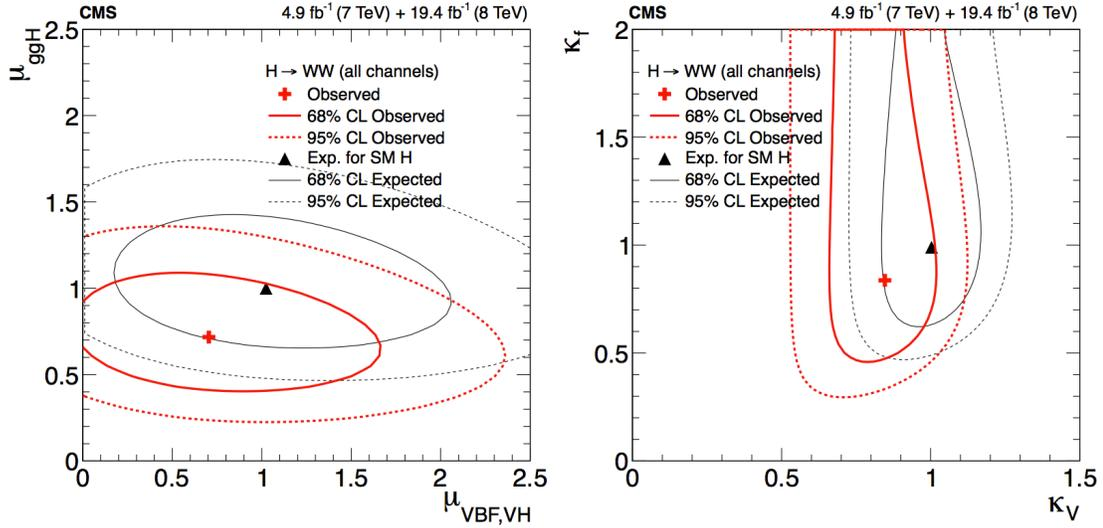 CMS 4.9 fb⁻¹ (7 TeV) + 19.4 fb⁻¹ (8 TeV)
μ_ggH
2.5
2
1.5
1
0.5
0
H → WW (all channels)
Observed
68% CL Observed
95% CL Observed
Exp. for SM H
68% CL Expected
95% CL Expected
0 0.5 1 1.5 2 2.5
μ_VBF,VH
CMS 4.9 fb⁻¹ (7 TeV) + 19.4 fb⁻¹ (8 TeV)
κ_f
2
1.5
1
0.5
0
H → WW (all channels)
Observed
68% CL Observed
95% CL Observed
Exp. for SM H
68% CL Expected
95% CL Expected
0 0.5 1 1.5
κ_V